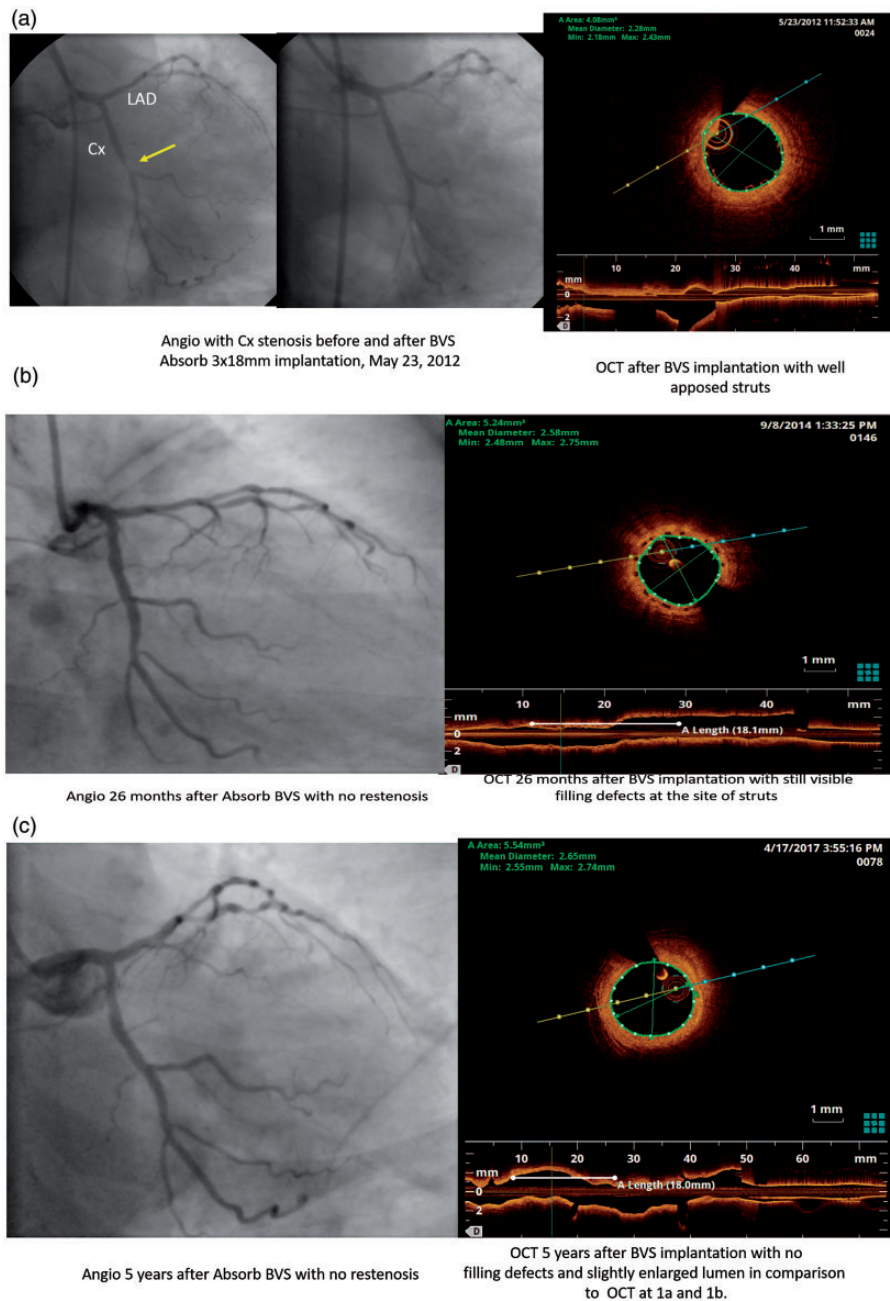 (a)
LAD
Cx
A Area: 4.08mm²
Mean Diameter: 2.28mm
Min: 2.18mm Max: 2.43mm
5/23/2012 11:52:33 AM
0024
1 mm
10 20 30 40 mm
mm
0
2
D
Angio with Cx stenosis before and after BVS
Absorb 3x18mm implantation, May 23, 2012
OCT after BVS implantation with well
apposed struts
(b)
A Area: 5.24mm²
Mean Diameter: 2.58mm
Min: 2.48mm Max: 2.75mm
9/8/2014 1:33:25 PM
0146
1 mm
10 20 30 40 mm
mm
0
2
A Length (18.1mm)
D
Angio 26 months after Absorb BVS with no restenosis
OCT 26 months after BVS implantation with still visible
filling defects at the site of struts
(c)
A Area: 5.54mm²
Mean Diameter: 2.65mm
Min: 2.55mm Max: 2.74mm
4/17/2017 3:55:16 PM
0078
1 mm
10 20 30 40 50 60 mm
mm
0
2
A Length (18.0mm)
D
Angio 5 years after Absorb BVS with no restenosis
OCT 5 years after BVS implantation with no
filling defects and slightly enlarged lumen in comparison
to OCT at 1a and 1b.